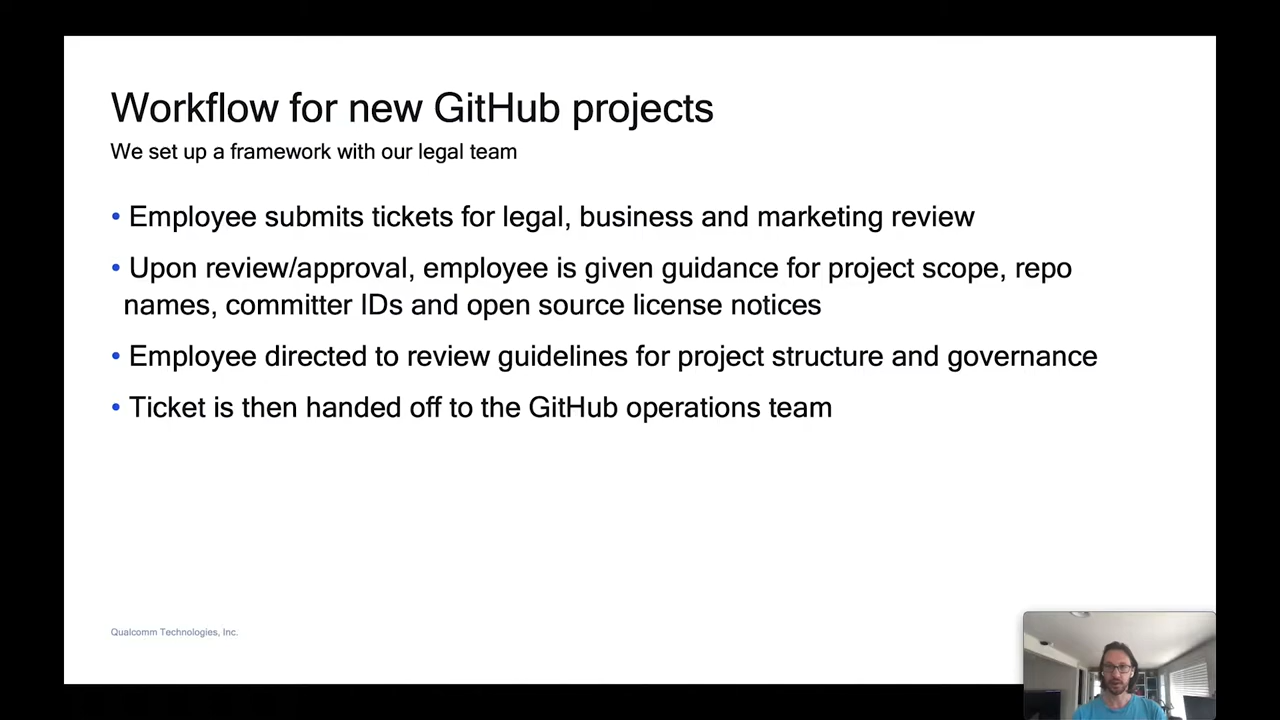 Workflow for new GitHub projects
We set up a framework with our legal team
• Employee submits tickets for legal, business and marketing review
• Upon review/approval, employee is given guidance for project scope, repo
names, committer IDs and open source license notices
• Employee directed to review guidelines for project structure and governance
• Ticket is then handed off to the GitHub operations team
Qualcomm Technologies, Inc.